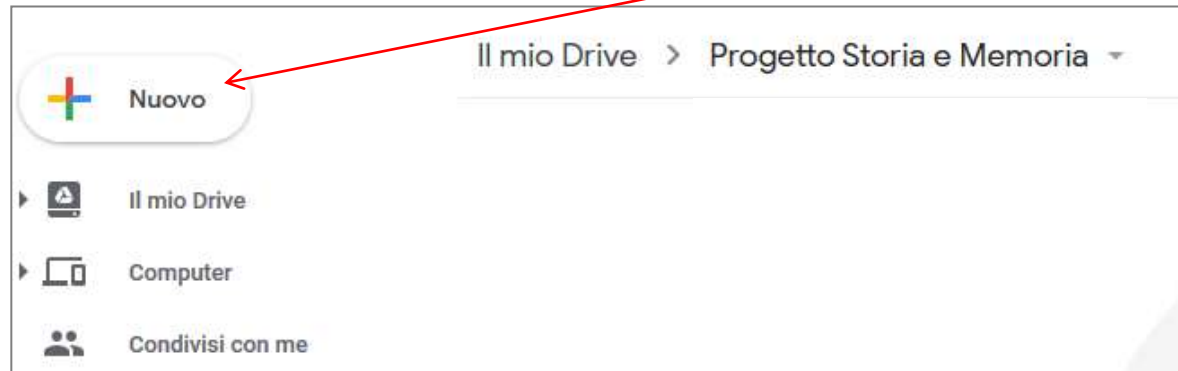 Il mio Drive > Progetto Storia e Memoria
Nuovo
Il mio Drive
Computer
Condivisi con me